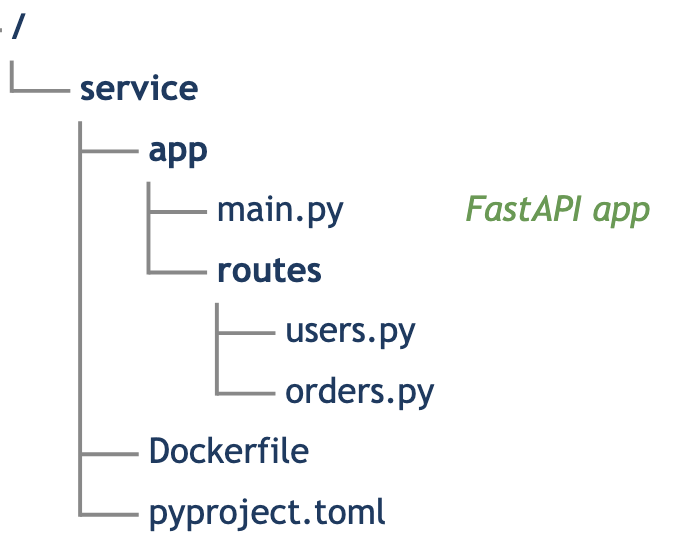 /
service
app
main.py FastAPI app
routes
users.py
orders.py
Dockerfile
pyproject.toml